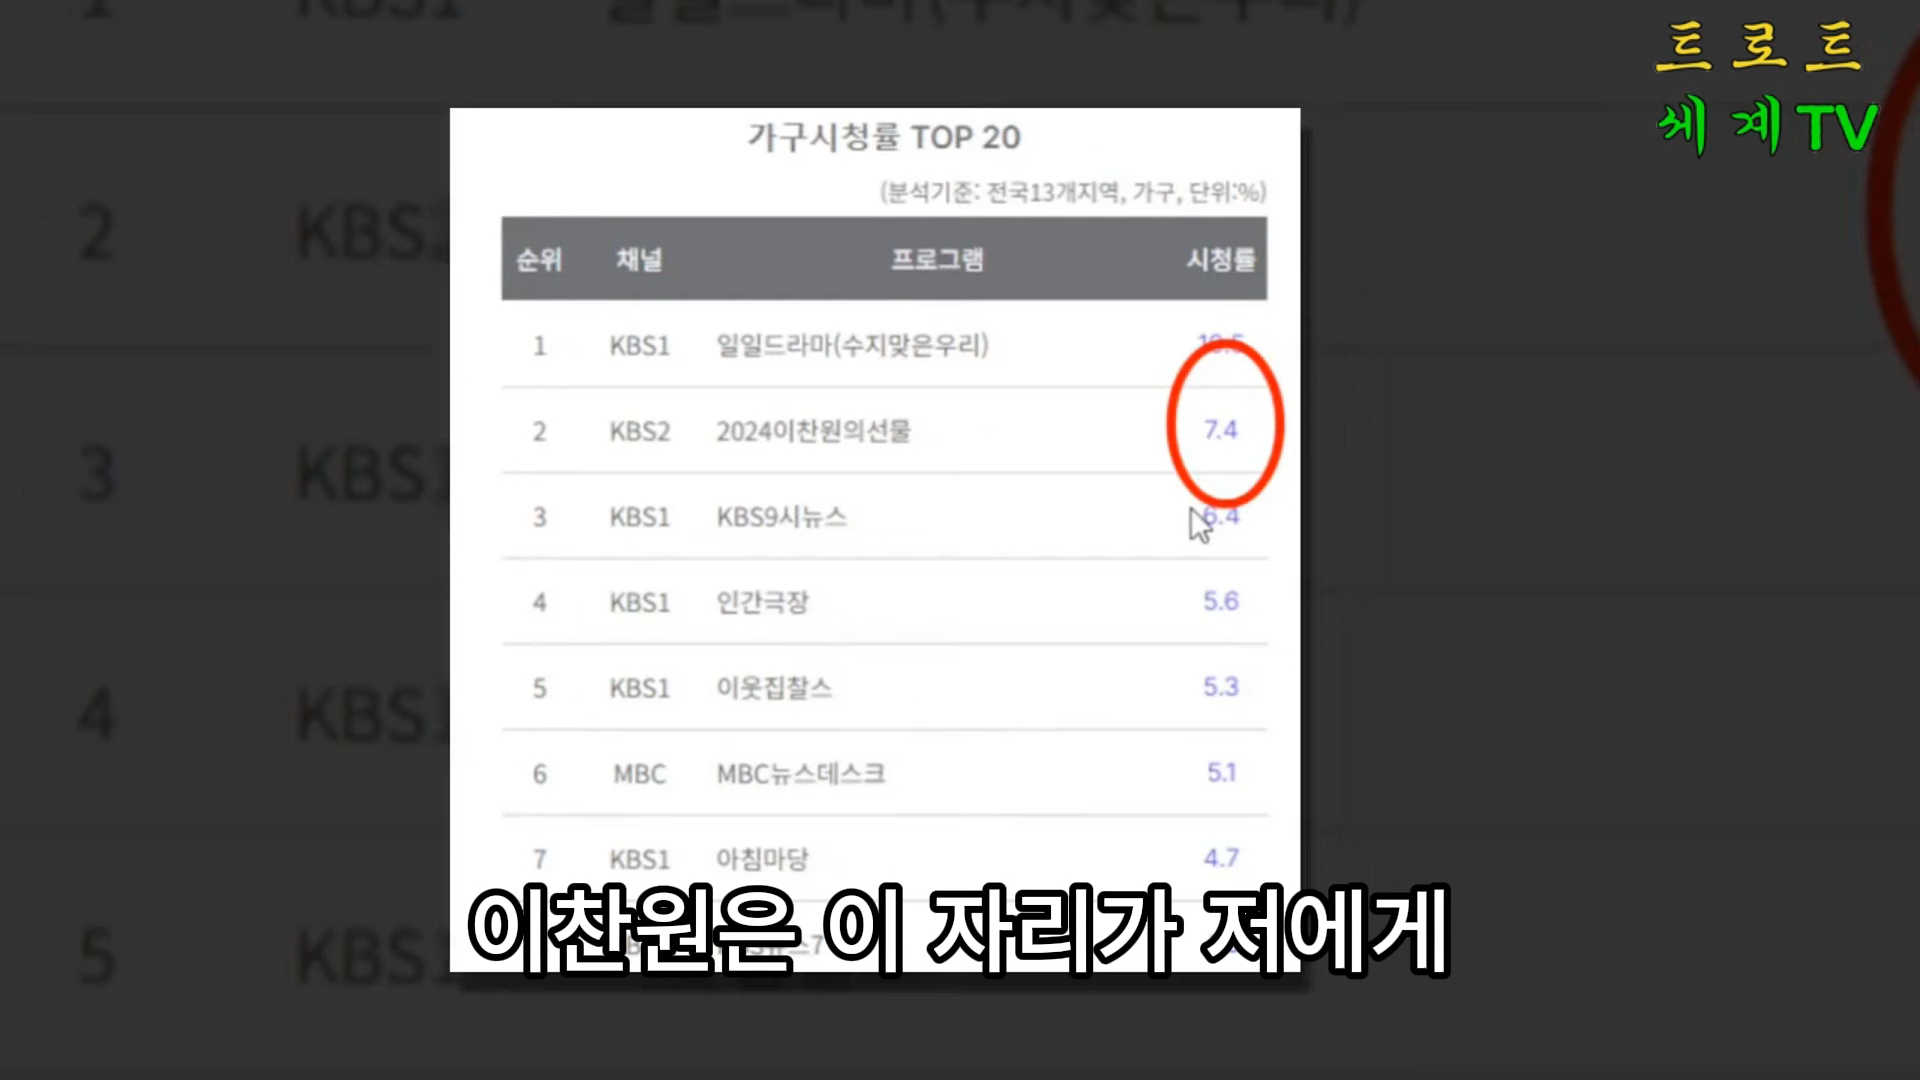 트로트
세계TV
가구시청률 TOP 20
(분석기준: 전국13개지역, 가구, 단위:%)
순위 채널 프로그램 시청률
1 KBS1 일일드라마(수지맞은우리) 10.5
2 KBS2 2024이찬원의선물 7.4
3 KBS1 KBS9시뉴스 6.4
4 KBS1 인간극장 5.6
5 KBS1 이웃집찰스 5.3
6 MBC MBC뉴스데스크 5.1
7 KBS1 아침마당 4.7
이찬원은 이 자리가 저에게